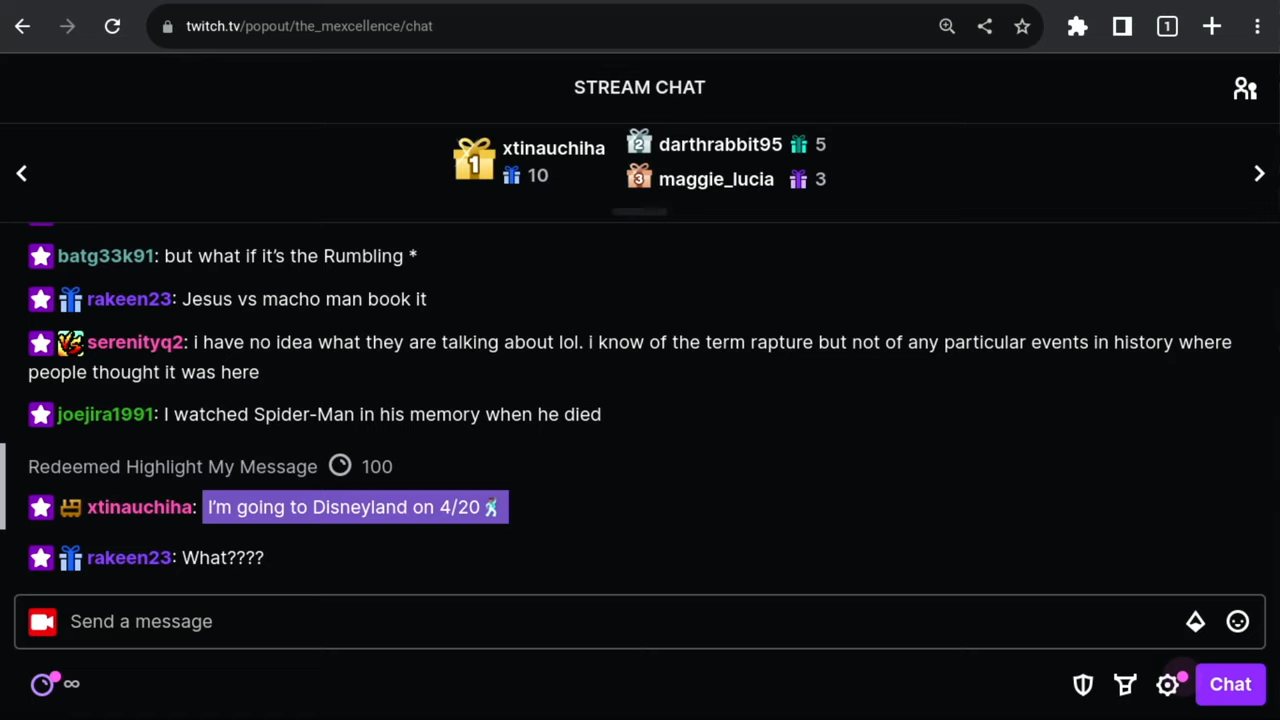 twitch.tv/popout/the_mexcellence/chat
1
STREAM CHAT
1 xtinauchiha
10
2 darthrabbit95 5
3 maggie_lucia 3
batg33k91: but what if it’s the Rumbling *
rakeen23: Jesus vs macho man book it
serenityq2: i have no idea what they are talking about lol. i know of the term rapture but not of any particular events in history where
people thought it was here
joejira1991: I watched Spider-Man in his memory when he died
Redeemed Highlight My Message 100
xtinauchiha: I’m going to Disneyland on 4/20
rakeen23: What????
Send a message
∞
Chat